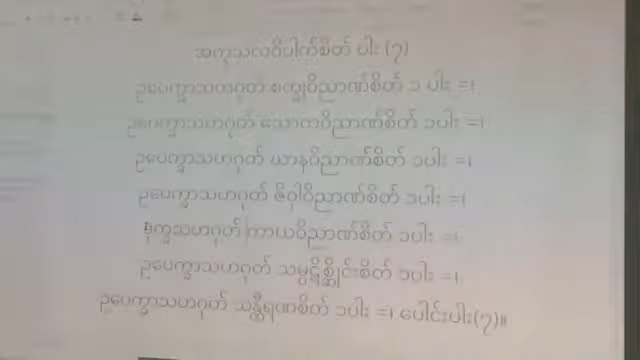 အကုသလဝိပါက်စိတ် ပါး (၇)
ဥပေက္ခာသဟဂုတ် စက္ခုဝိညာဏ်စိတ် ၁ ပါး =၊
ဥပေက္ခာသဟဂုတ် သောတဝိညာဏ်စိတ် ၁ပါး =၊
ဥပေက္ခာသဟဂုတ် ဃာနဝိညာဏ်စိတ် ၁ပါး =၊
ဥပေက္ခာသဟဂုတ် ဇိဝှါဝိညာဏ်စိတ် ၁ပါး =၊
ဒုက္ခသဟဂုတ် ကာယဝိညာဏ်စိတ် ၁ပါး =၊
ဥပေက္ခာသဟဂုတ် သမ္ပဋိစ္ဆိုင်းစိတ် ၁ပါး =၊
ဥပေက္ခာသဟဂုတ် သန္တီရဏစိတ် ၁ပါး =၊ ပေါင်းပါး(၇)။